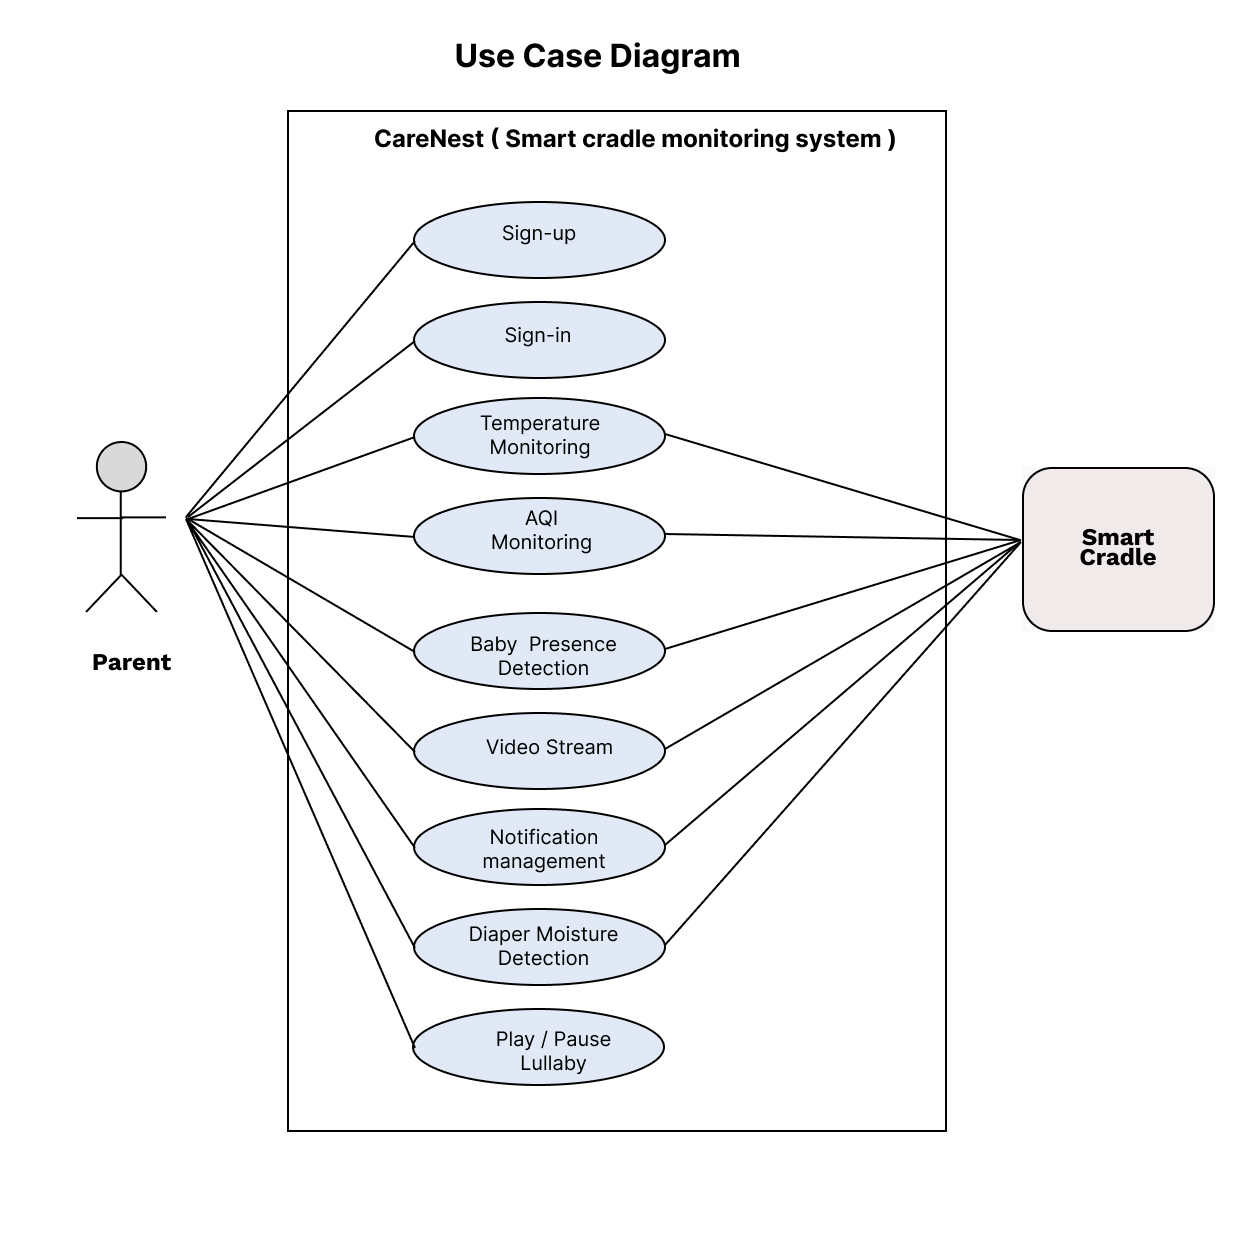 Use Case Diagram
CareNest ( Smart cradle monitoring system )
Sign-up
Sign-in
Temperature
Monitoring
AQI
Monitoring
Baby  Presence
Detection
Video Stream
Notification
management
Diaper Moisture
Detection
Play / Pause
Lullaby
Parent
Smart
Cradle